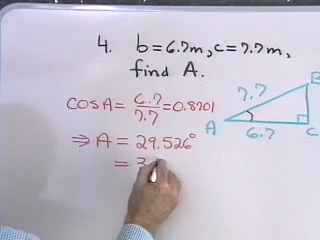 4. b = 6.7m, c = 7.7m,
find A.
cos A = 6.7/7.7 = 0.8701
⇒ A = 29.526°
= 3
7.7
B
A
6.7
C